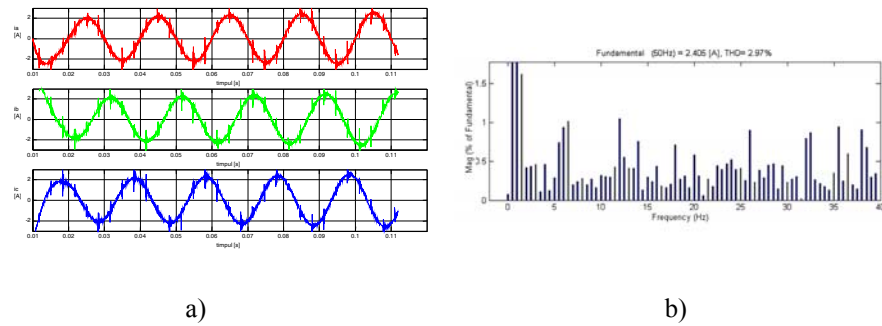 ia
[A]
2
0
-2
0.01 0.02 0.03 0.04 0.05 0.06 0.07 0.08 0.09 0.1 0.11
timpul [s]
ib
[A]
2
0
-2
0.01 0.02 0.03 0.04 0.05 0.06 0.07 0.08 0.09 0.1 0.11
timpul [s]
ic
[A]
2
0
-2
0.01 0.02 0.03 0.04 0.05 0.06 0.07 0.08 0.09 0.1 0.11
timpul [s]
a)
Fundamental (50Hz) = 2.405 [A], THD= 2.97%
Mag (% of Fundamental)
1.5
1
0.5
0
0 5 10 15 20 25 30 35 40
Frequency (Hz)
b)